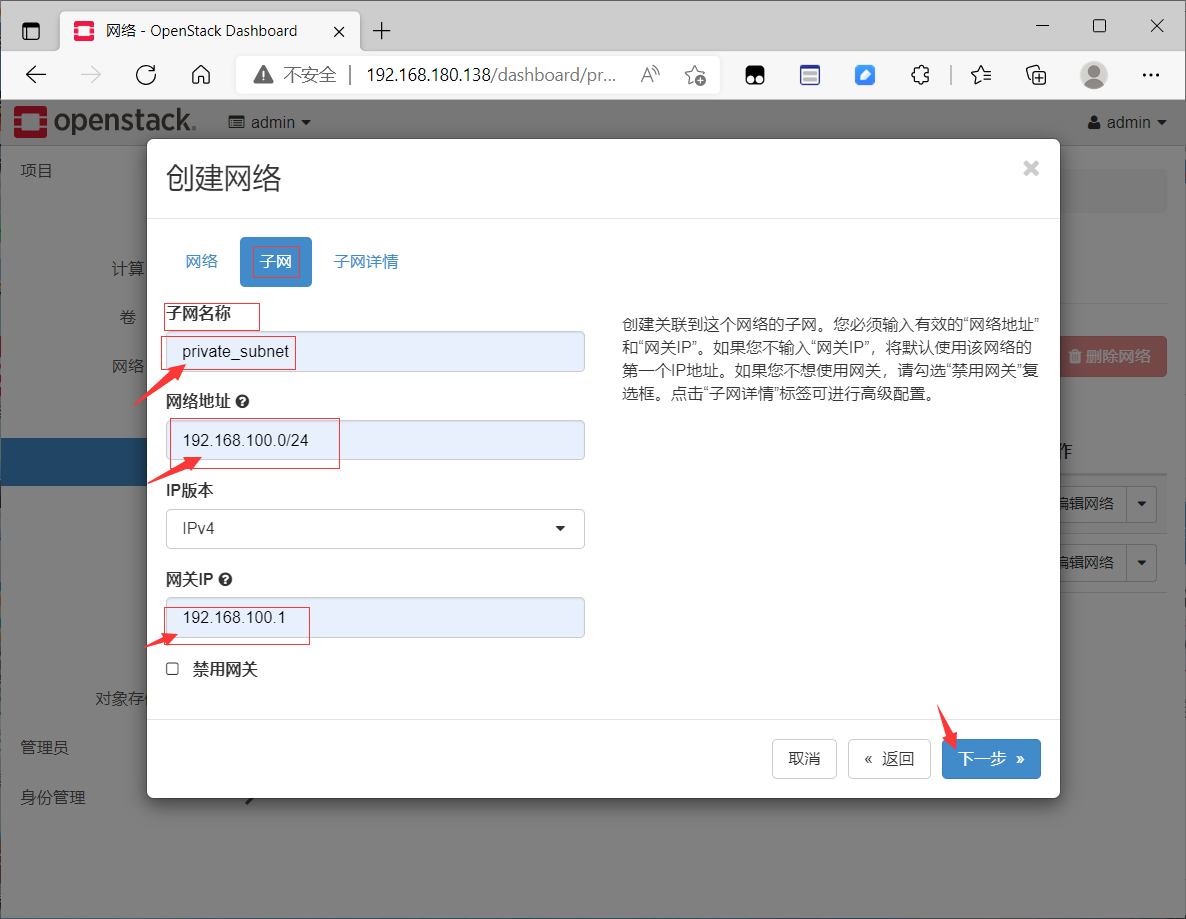 网络 - OpenStack Dashboard
不安全 | 192.168.180.138/dashboard/pr...
openstack.
admin
admin
项目
计算
卷
网络
对象存
管理员
身份管理
创建网络
网络
子网
子网详情
子网名称
private_subnet
网络地址
192.168.100.0/24
IP版本
IPv4
网关IP
192.168.100.1
禁用网关
创建关联到这个网络的子网。您必须输入有效的“网络地址”
和“网关IP”。如果您不输入“网关IP”，将默认使用该网络的
第一个IP地址。如果您不想使用网关，请勾选“禁用网关”复
选框。点击“子网详情”标签可进行高级配置。
删除网络
作
编辑网络
编辑网络
取消
« 返回
下一步 »